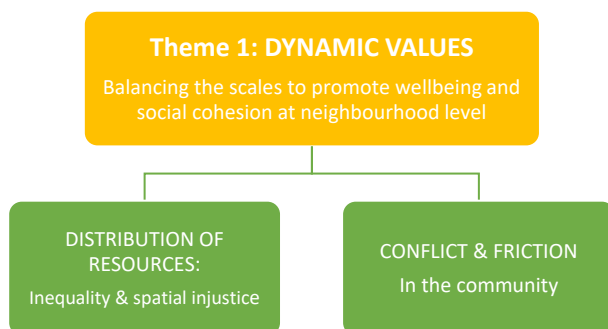 Theme 1: DYNAMIC VALUES
Balancing the scales to promote wellbeing and
social cohesion at neighbourhood level
DISTRIBUTION OF
RESOURCES:
Inequality & spatial injustice
CONFLICT & FRICTION
In the community